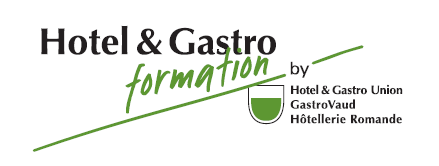 Hotel & Gastro
formation
by
Hotel & Gastro Union
GastroVaud
Hôtellerie Romande